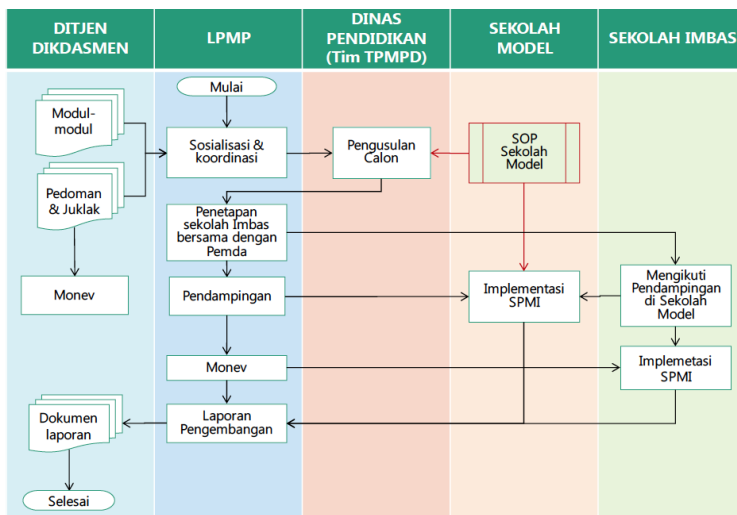 DITJEN
DIKDASMEN
LPMP
DINAS
PENDIDIKAN
(Tim TPMPD)
SEKOLAH
MODEL
SEKOLAH IMBAS
Mulai
Modul-
modul
Sosialisasi &
koordinasi
Pengusulan
Calon
SOP
Sekolah
Model
Pedoman
& Juklak
Penetapan
sekolah Imbas
bersama dengan
Pemda
Monev
Pendampingan
Implementasi
SPMI
Mengikuti
Pendampingan
di Sekolah
Model
Monev
Implemetasi
SPMI
Dokumen
laporan
Laporan
Pengembangan
Selesai